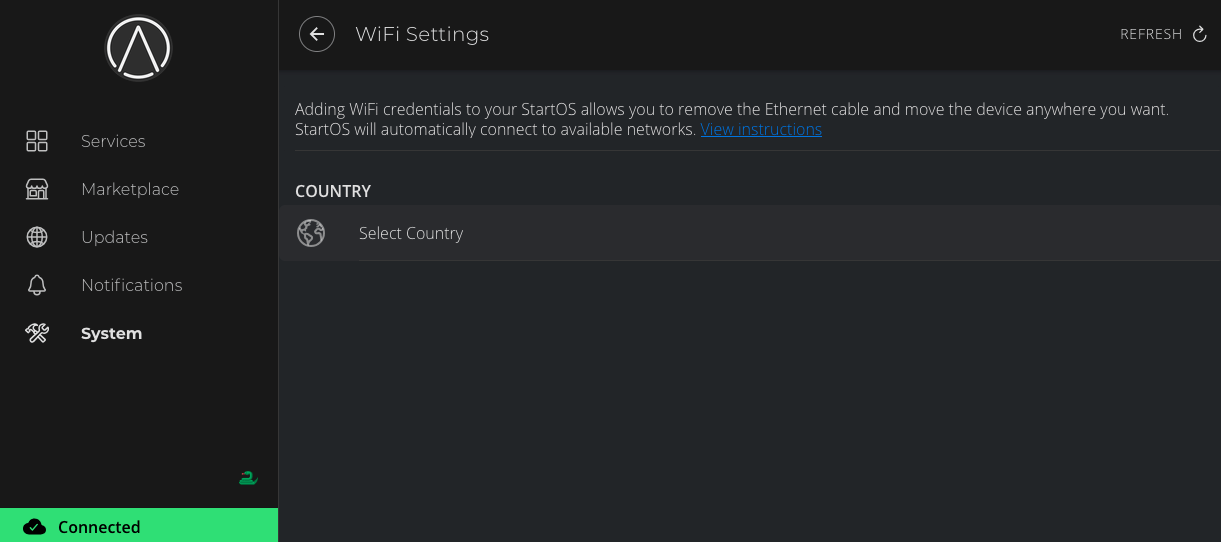 WiFi Settings
REFRESH
Services
Marketplace
Updates
Notifications
System
Connected
Adding WiFi credentials to your StartOS allows you to remove the Ethernet cable and move the device anywhere you want.
StartOS will automatically connect to available networks. View instructions
COUNTRY
Select Country